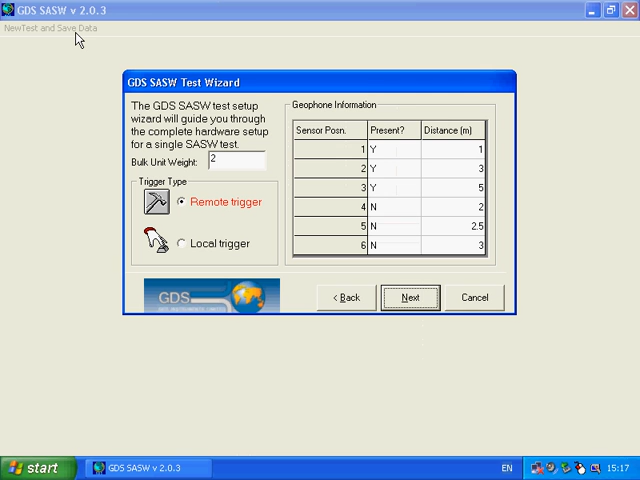 GDS SASW v 2.0.3
NewTest and Save Data
GDS SASW Test Wizard
The GDS SASW test setup
wizard will guide you through
the complete hardware setup
for a single SASW test.
Bulk Unit Weight: 2
Trigger Type
Remote trigger
Local trigger
Geophone Information
Sensor Posn. Present? Distance (m)
1 Y 1
2 Y 3
3 Y 5
4 N 2
5 N 2.5
6 N 3
GDS
< Back Next Cancel
start GDS SASW v 2.0.3 EN 15:17